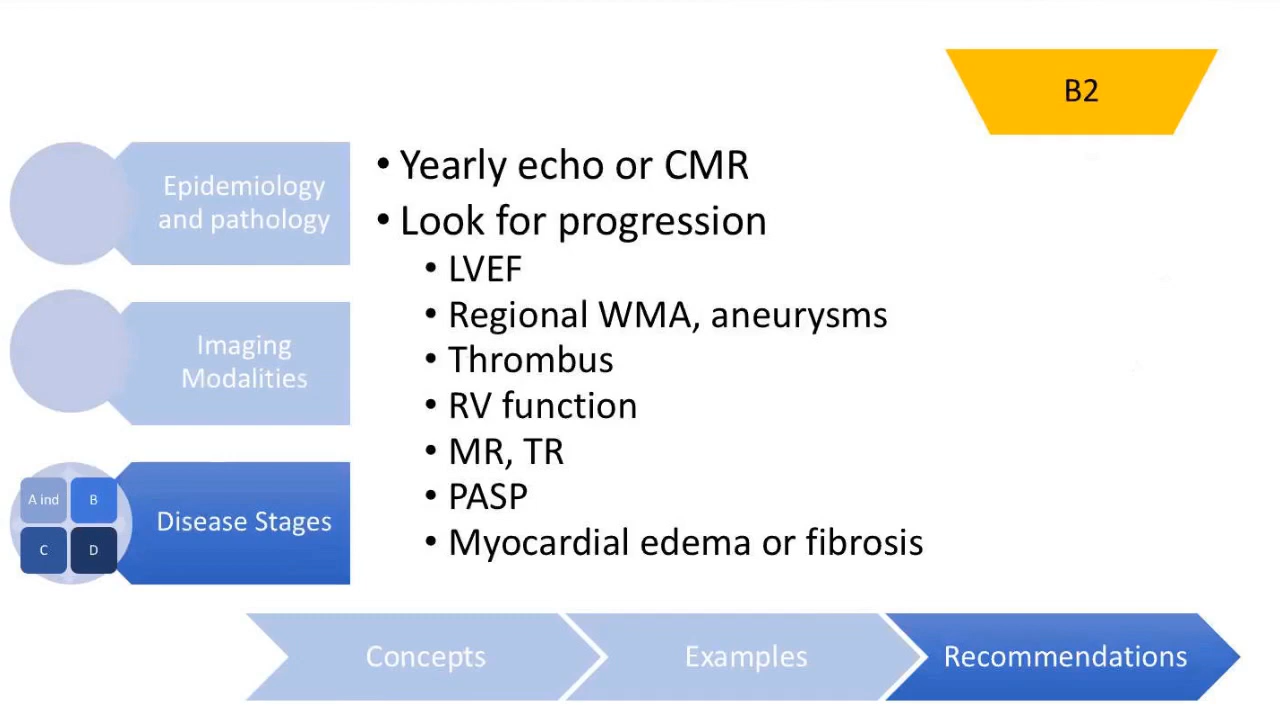 B2
Epidemiology
and pathology
Imaging
Modalities
A ind
B
C
D
Disease Stages
• Yearly echo or CMR
• Look for progression
• LVEF
• Regional WMA, aneurysms
• Thrombus
• RV function
• MR, TR
• PASP
• Myocardial edema or fibrosis
Concepts
Examples
Recommendations